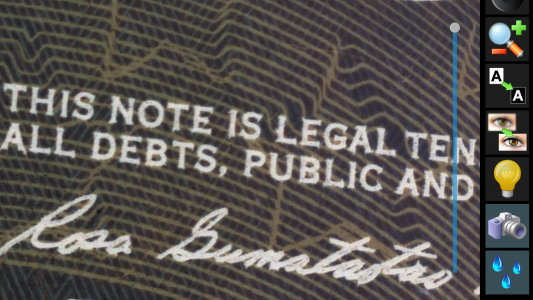 THIS NOTE IS LEGAL TEN
ALL DEBTS, PUBLIC AND
Rosa Gumataotao
A
A